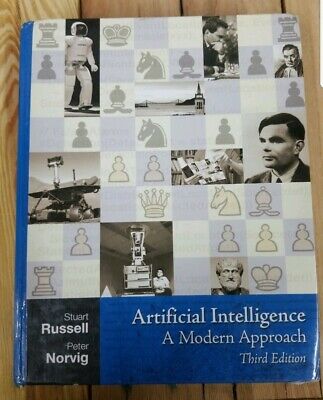 Stuart
Russell
Peter
Norvig
Artificial Intelligence
A Modern Approach
Third Edition